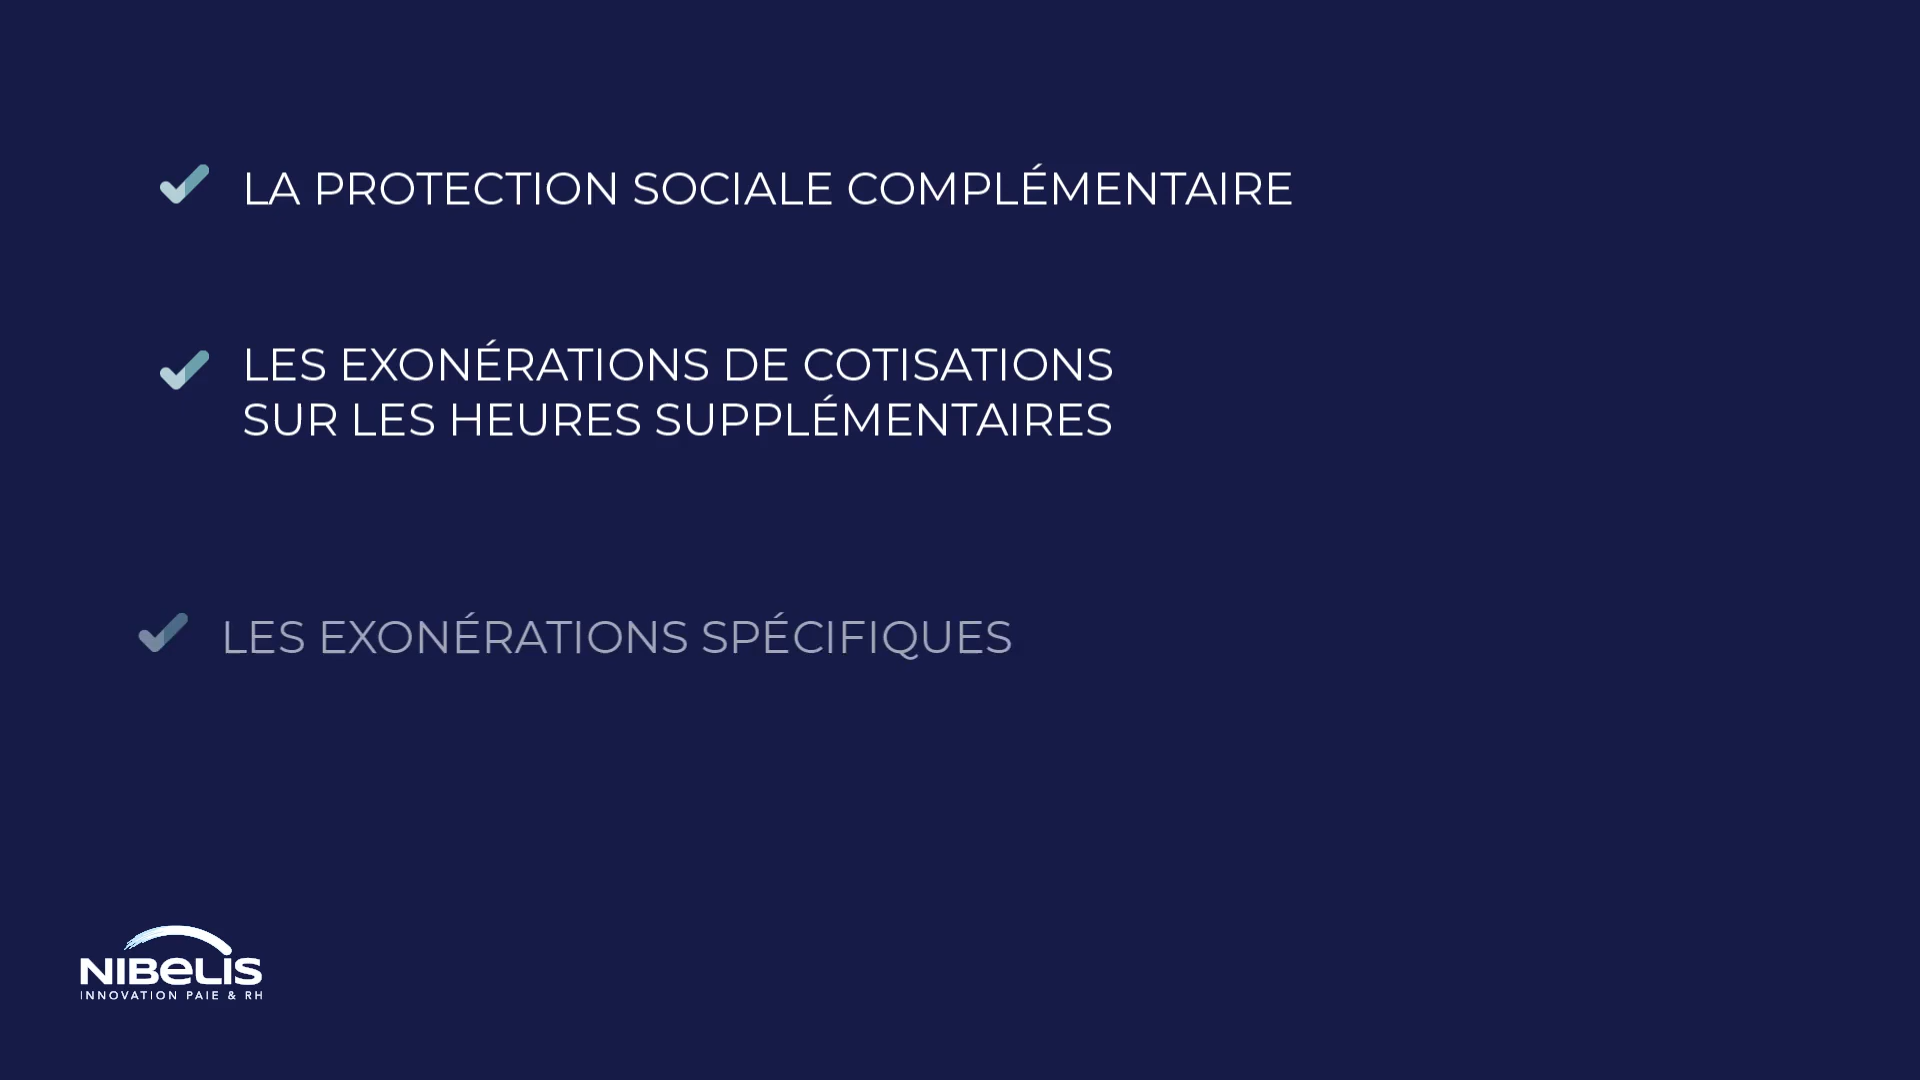 LA PROTECTION SOCIALE COMPLÉMENTAIRE
LES EXONÉRATIONS DE COTISATIONS
SUR LES HEURES SUPPLÉMENTAIRES
LES EXONÉRATIONS SPÉCIFIQUES
NIBELIS
INNOVATION PAIE & RH